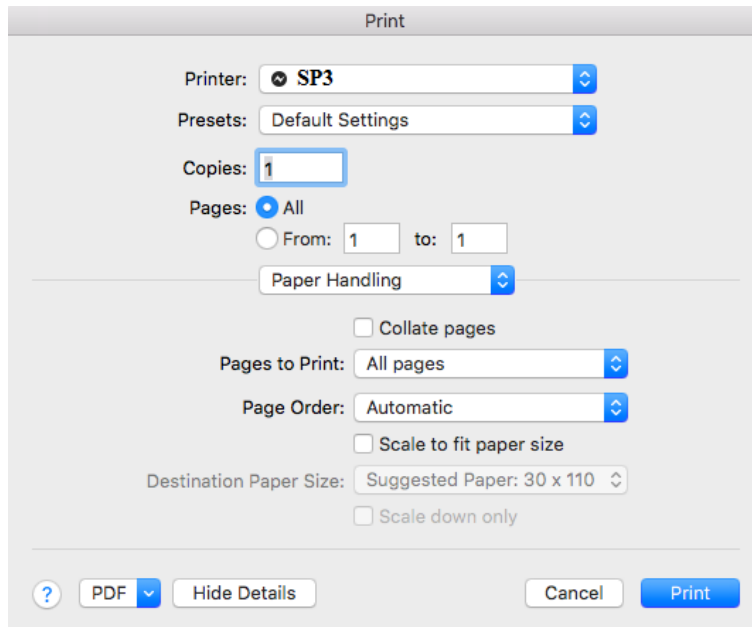 Print
Printer: SP3
Presets: Default Settings
Copies: 1
Pages: All
From: 1 to: 1
Paper Handling
Collate pages
Pages to Print: All pages
Page Order: Automatic
Scale to fit paper size
Destination Paper Size: Suggested Paper: 30 x 110
Scale down only
? PDF Hide Details Cancel Print